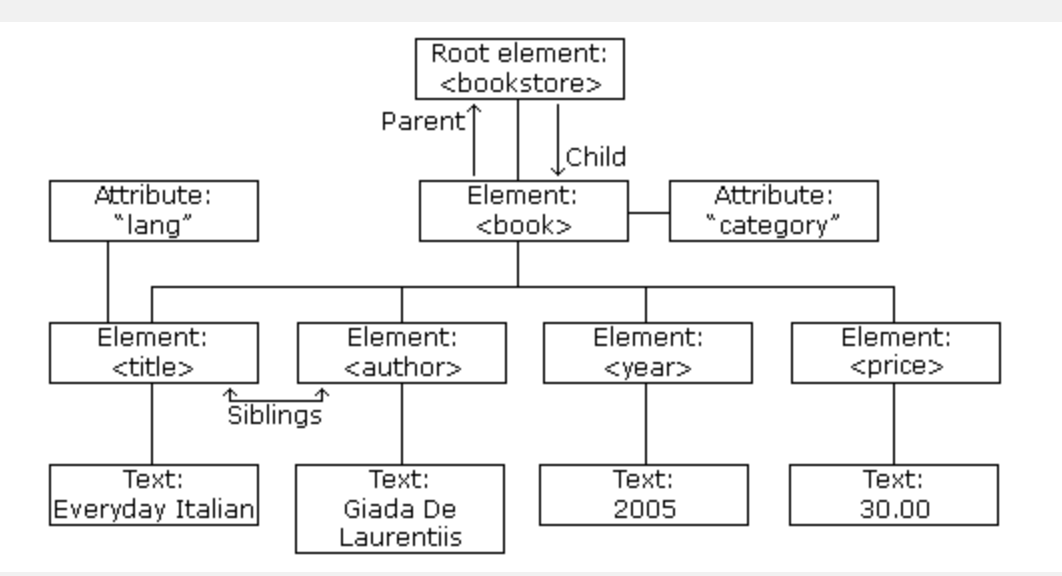 Root element:
<bookstore>
Parent
Child
Attribute:
“lang”
Element:
<book>
Attribute:
“category”
Element:
<title>
Element:
<author>
Element:
<year>
Element:
<price>
Siblings
Text:
Everyday Italian
Text:
Giada De
Laurentiis
Text:
2005
Text:
30.00